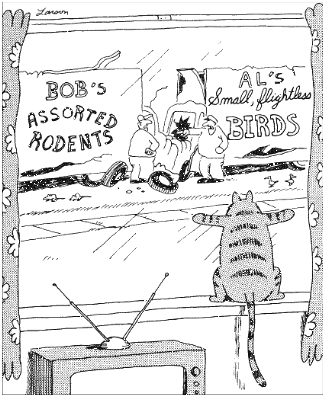 Larson
BOB'S
ASSORTED
RODENTS
AL'S
Small, flightless
BIRDS